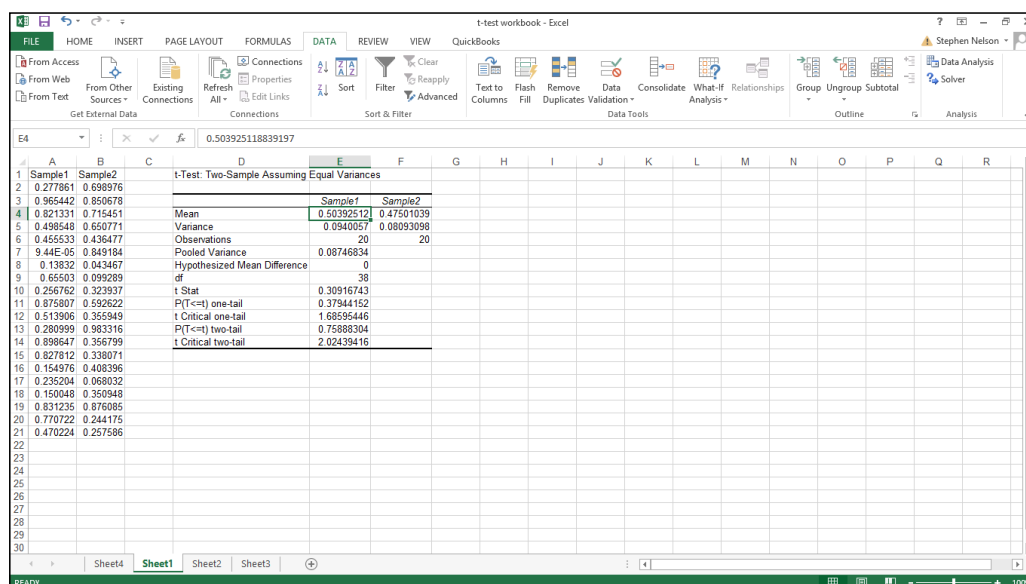 t-test workbook - Excel
FILE HOME INSERT PAGE LAYOUT FORMULAS DATA REVIEW VIEW QuickBooks Stephen Nelson
From Access
From Web
From Text
From Other Sources
Existing Connections
Get External Data
Refresh All
Connections
Properties
Edit Links
Connections
Sort
Filter
Clear
Reapply
Advanced
Sort & Filter
Text to Columns
Flash Fill
Remove Duplicates
Data Validation
Consolidate
What-If Analysis
Relationships
Data Tools
Group
Ungroup
Subtotal
Outline
Data Analysis
Solver
Analysis
E4 fx 0.503925118839197
A B C D E F G H I J K L M N O P Q R
1 Sample1 Sample2 t-Test: Two-Sample Assuming Equal Variances
2 0.277861 0.698976
3 0.965442 0.850678 Sample1 Sample2
4 0.821331 0.715451 Mean 0.50392512 0.47501039
5 0.498548 0.650771 Variance 0.0940057 0.08093098
6 0.455533 0.436477 Observations 20 20
7 9.44E-05 0.849184 Pooled Variance 0.08746834
8 0.13832 0.043467 Hypothesized Mean Difference 0
9 0.65503 0.099289 df 38
10 0.256762 0.323937 t Stat 0.30916743
11 0.875807 0.592622 P(T<=t) one-tail 0.37944152
12 0.513906 0.355949 t Critical one-tail 1.68595446
13 0.280999 0.983316 P(T<=t) two-tail 0.75888304
14 0.898647 0.356799 t Critical two-tail 2.02439416
15 0.827812 0.338071
16 0.154976 0.408396
17 0.235204 0.068032
18 0.150048 0.350948
19 0.831235 0.876085
20 0.770722 0.244175
21 0.470224 0.257586
22
23
24
25
26
27
28
29
30
Sheet4 Sheet1 Sheet2 Sheet3
READY